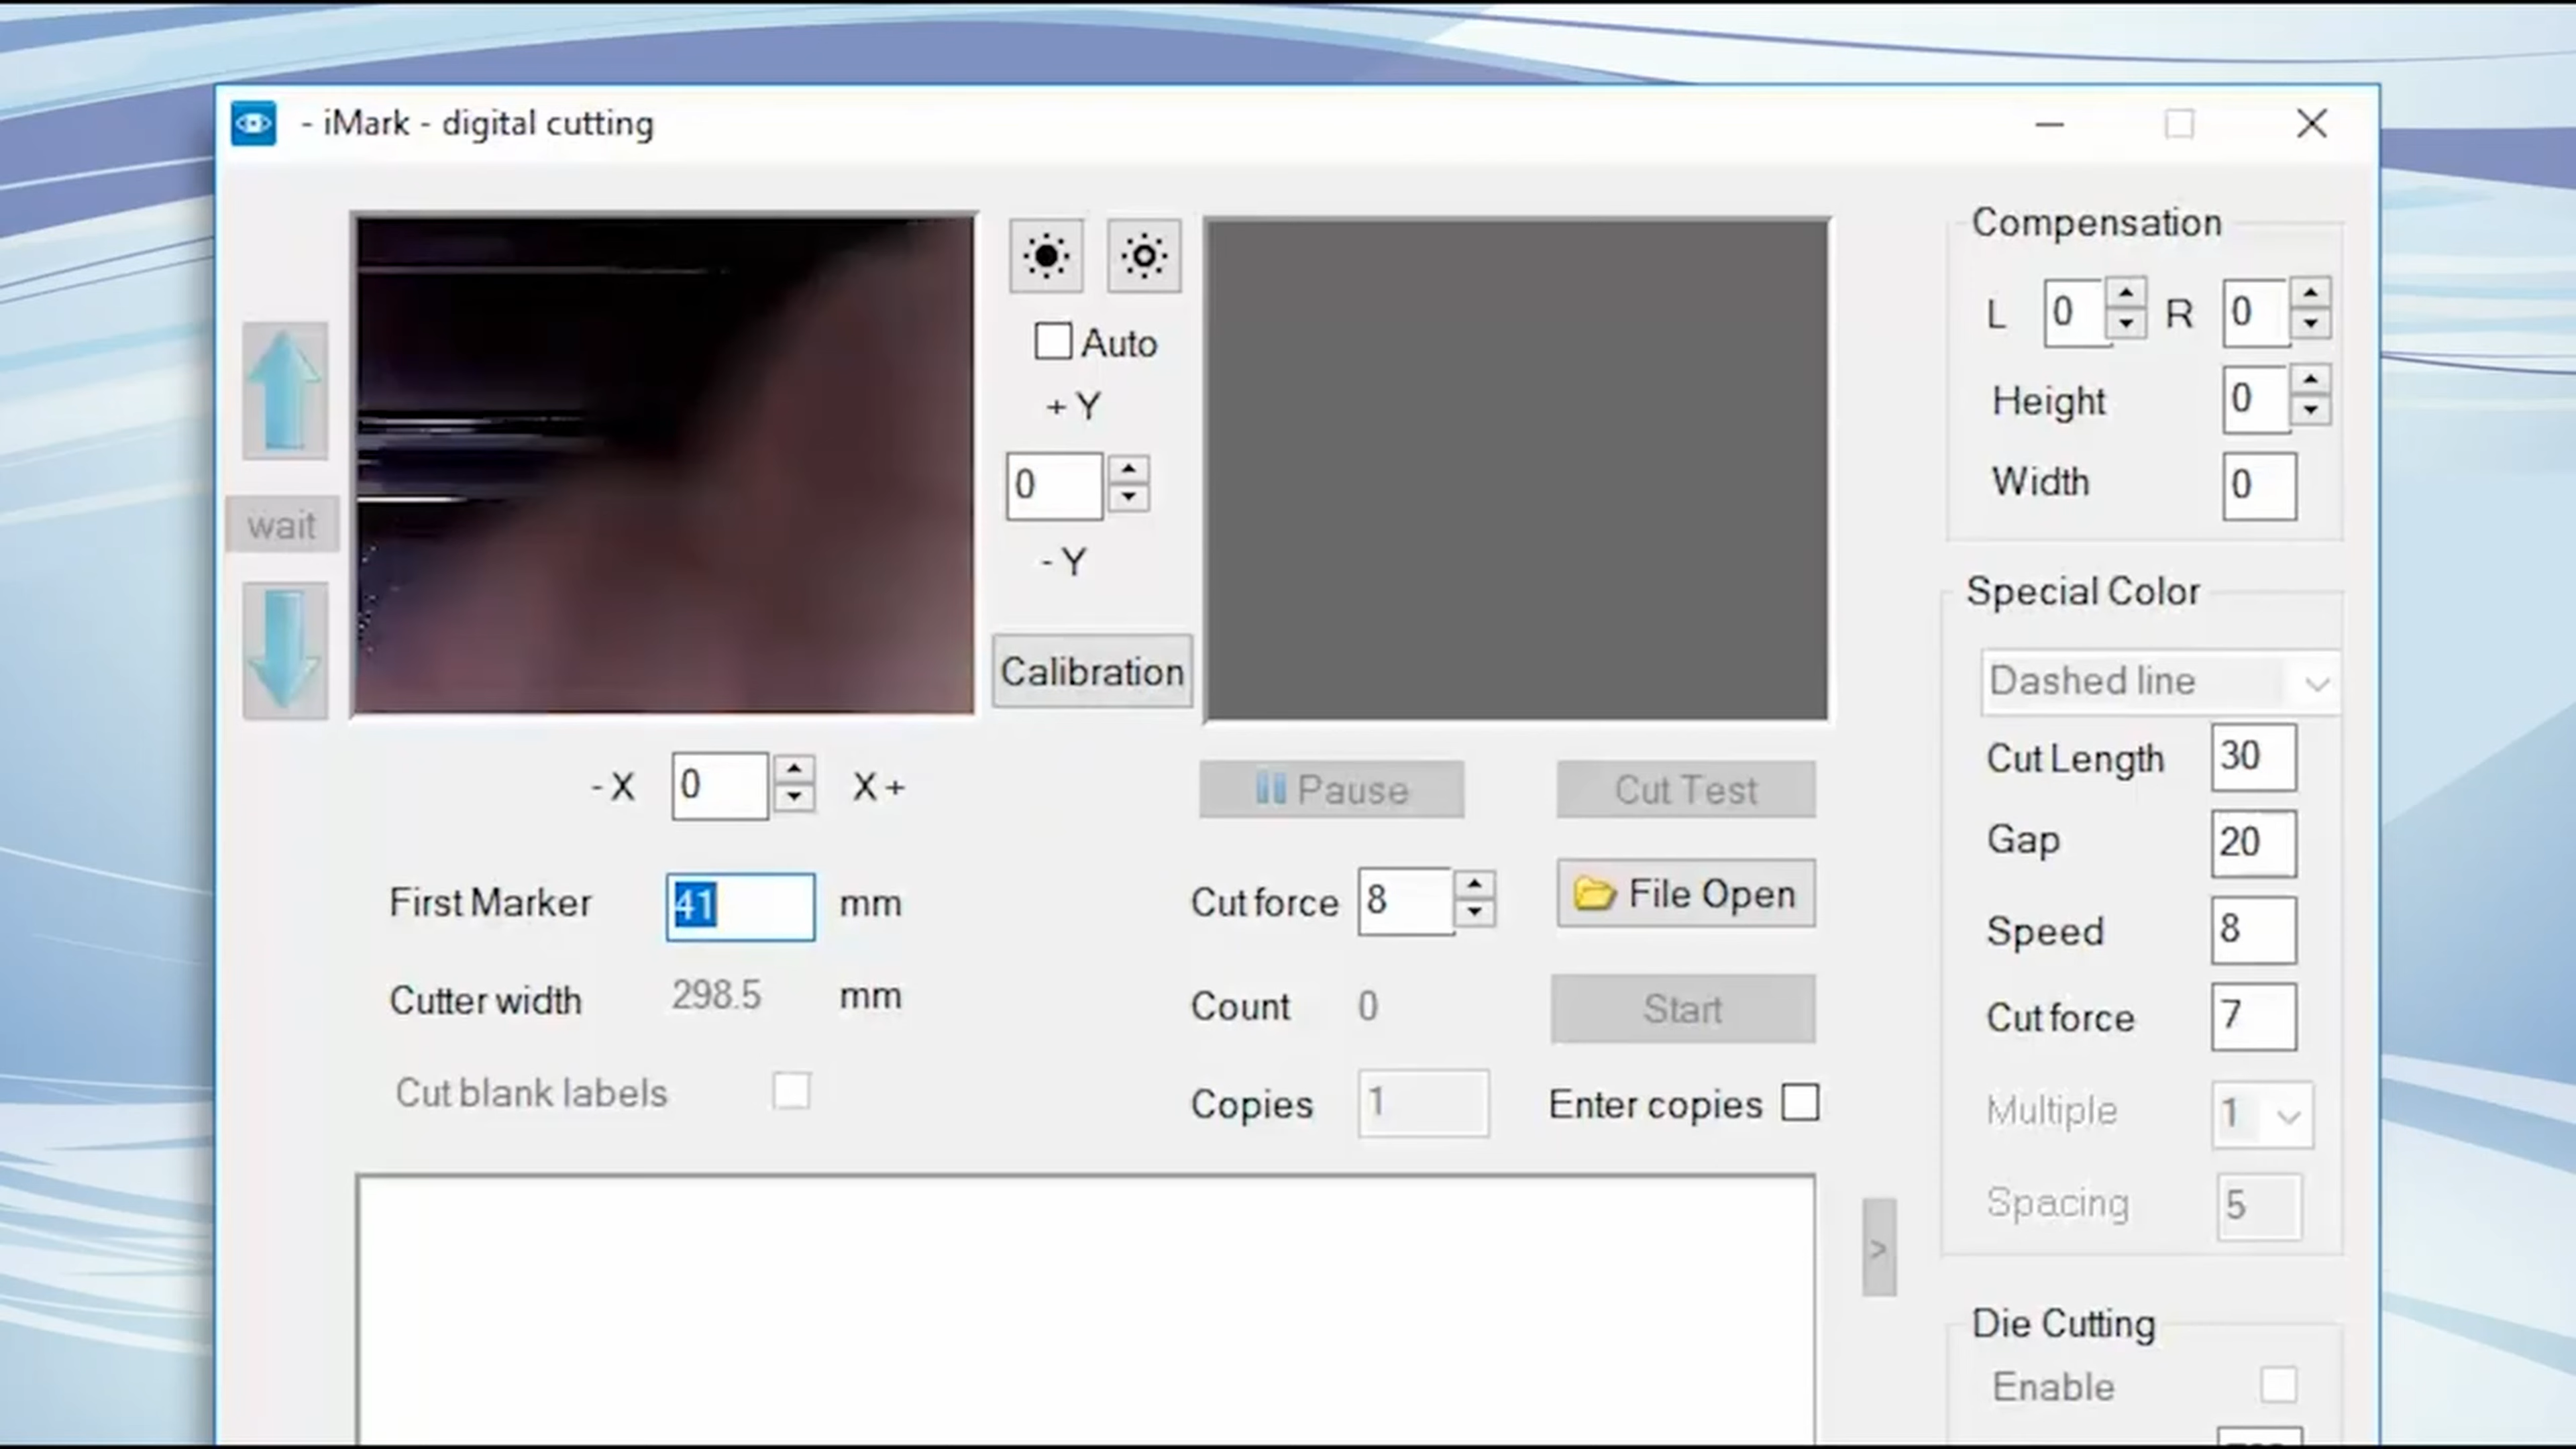 - iMark - digital cutting
Compensation
L 0 R 0
Auto
+ Y
Height 0
0
Width 0
wait
- Y
Special Color
Calibration
Dashed line
- X 0 X +
Pause
Cut Test
Cut Length 30
Gap 20
First Marker 41 mm
Cut force 8
File Open
Speed 8
Cutter width 298.5 mm
Count 0
Start
Cut force 7
Cut blank labels
Copies 1
Enter copies
Multiple 1
Spacing 5
>
Die Cutting
Enable